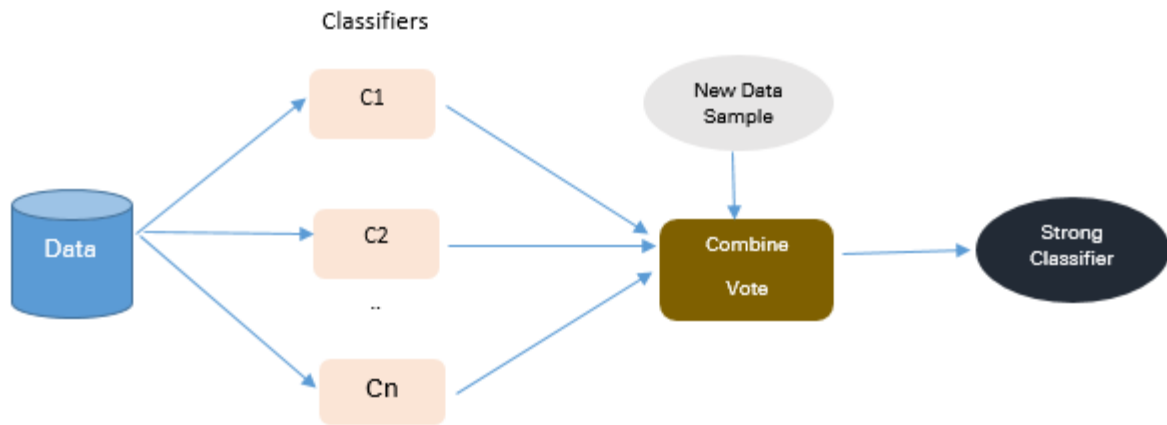 Classifiers
C1
New Data
Sample
Data
C2
Combine
Vote
Strong
Classifier
..
Cn